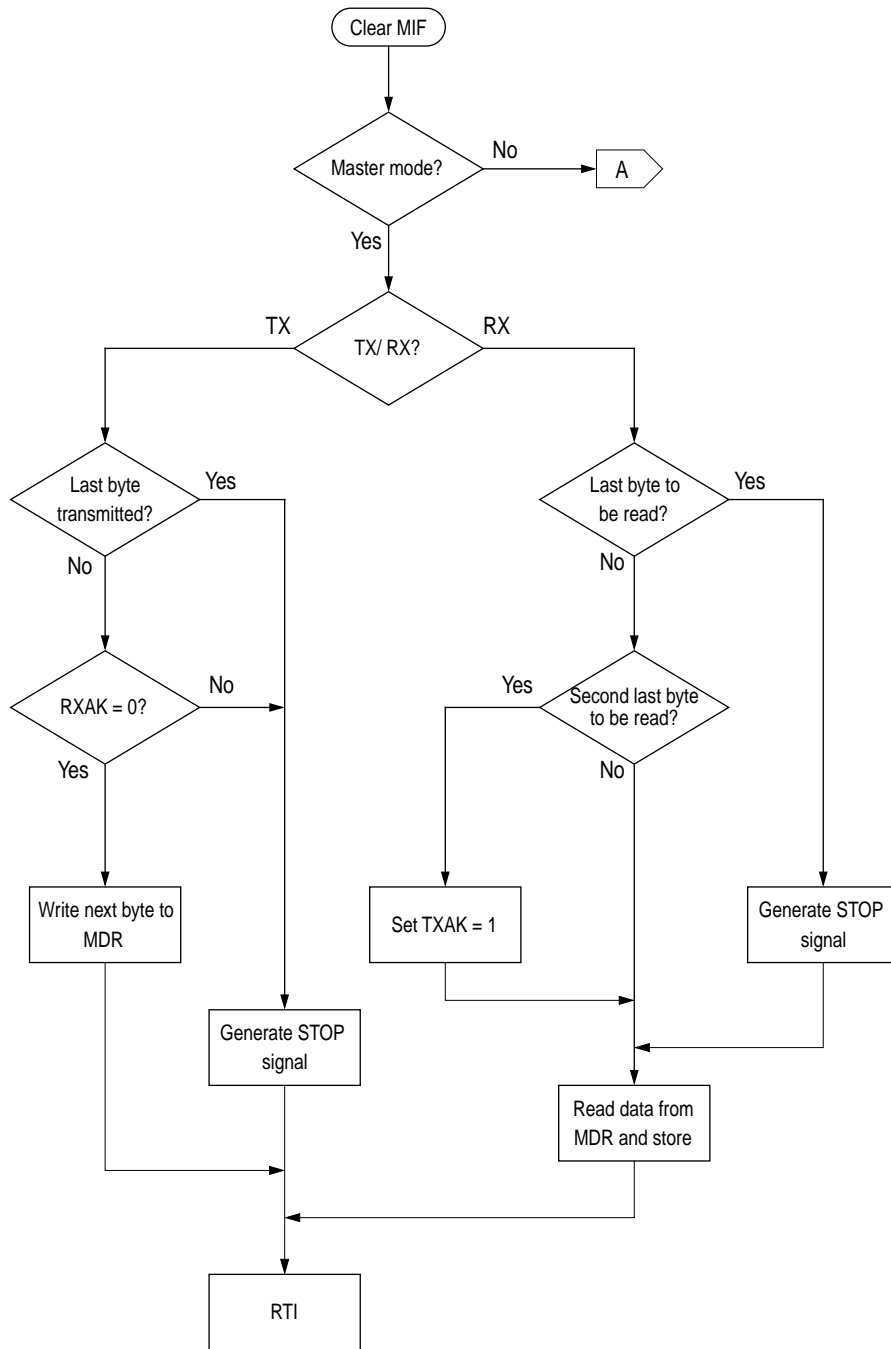 Clear MIF
Master mode?
No
A
Yes
TX
TX/ RX?
RX
Last byte
transmitted?
Yes
No
Last byte to
be read?
Yes
No
RXAK = 0?
No
Yes
Yes
Second last byte
to be read?
No
Write next byte to
MDR
Set TXAK = 1
Generate STOP
signal
Generate STOP
signal
Read data from
MDR and store
RTI